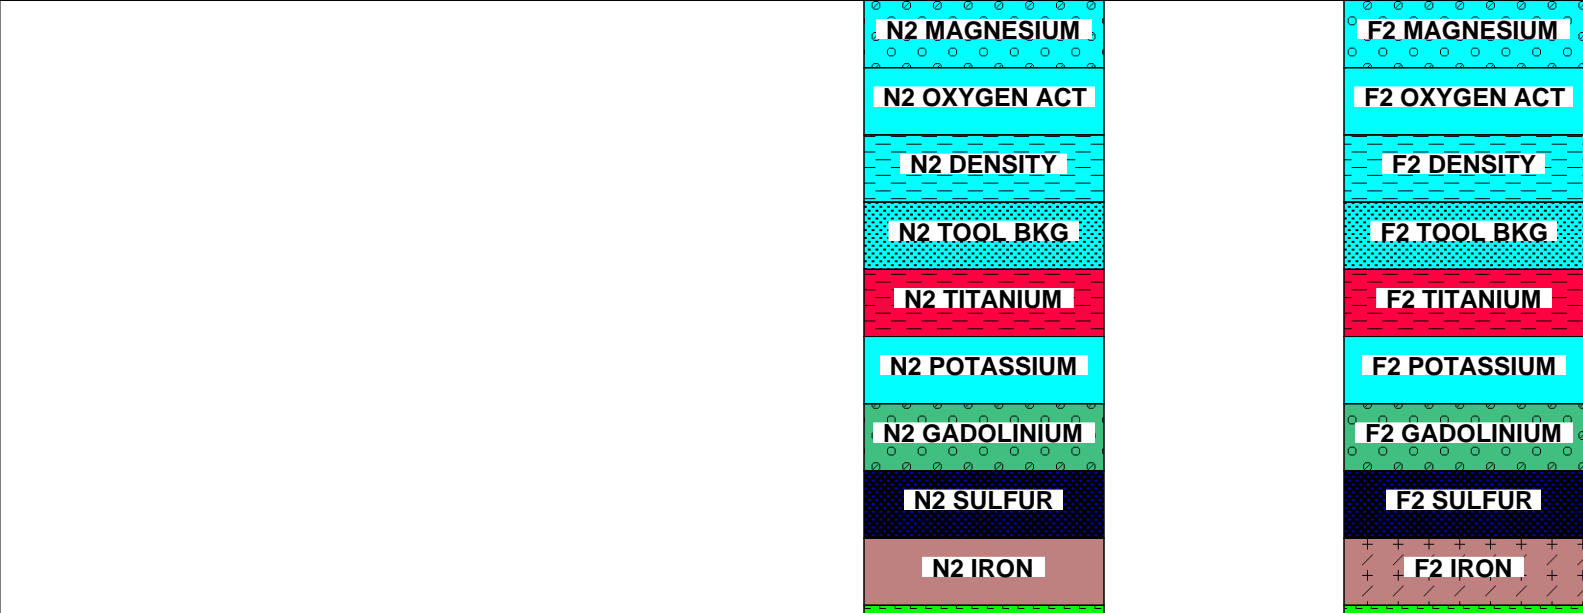 N2 MAGNESIUM F2 MAGNESIUM
N2 OXYGEN ACT F2 OXYGEN ACT
N2 DENSITY F2 DENSITY
N2 TOOL BKG F2 TOOL BKG
N2 TITANIUM F2 TITANIUM
N2 POTASSIUM F2 POTASSIUM
N2 GADOLINIUM F2 GADOLINIUM
N2 SULFUR F2 SULFUR
N2 IRON F2 IRON